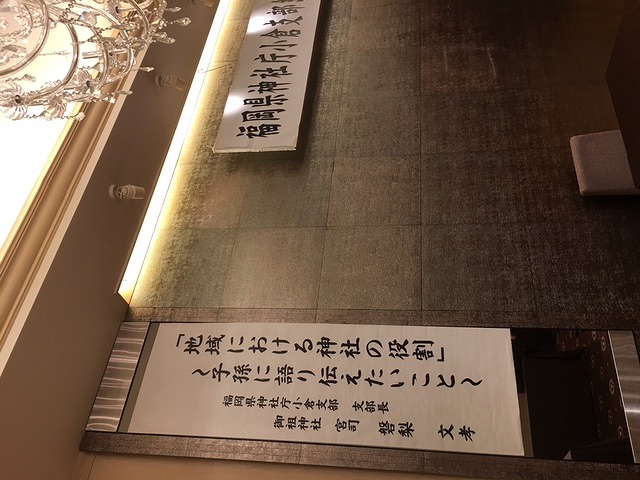 福岡県神社庁小倉支部
「地域における神社の役割」
～子孫に語り伝えたいこと～
福岡県神社庁小倉支部 支部長
御祖神社 宮司 磐梨 文孝